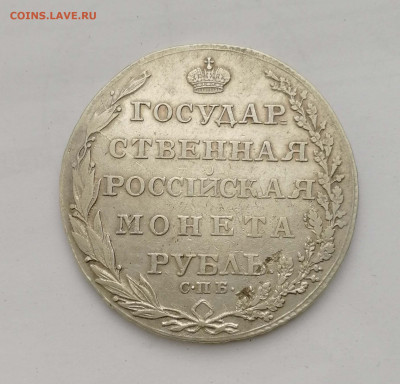 COINS.LAVE.RU
ГОСУДАР
СТВЕННАЯ
РОССІЙСКАЯ
МОНЕТА
РУБЛЬ
С·П·Б·